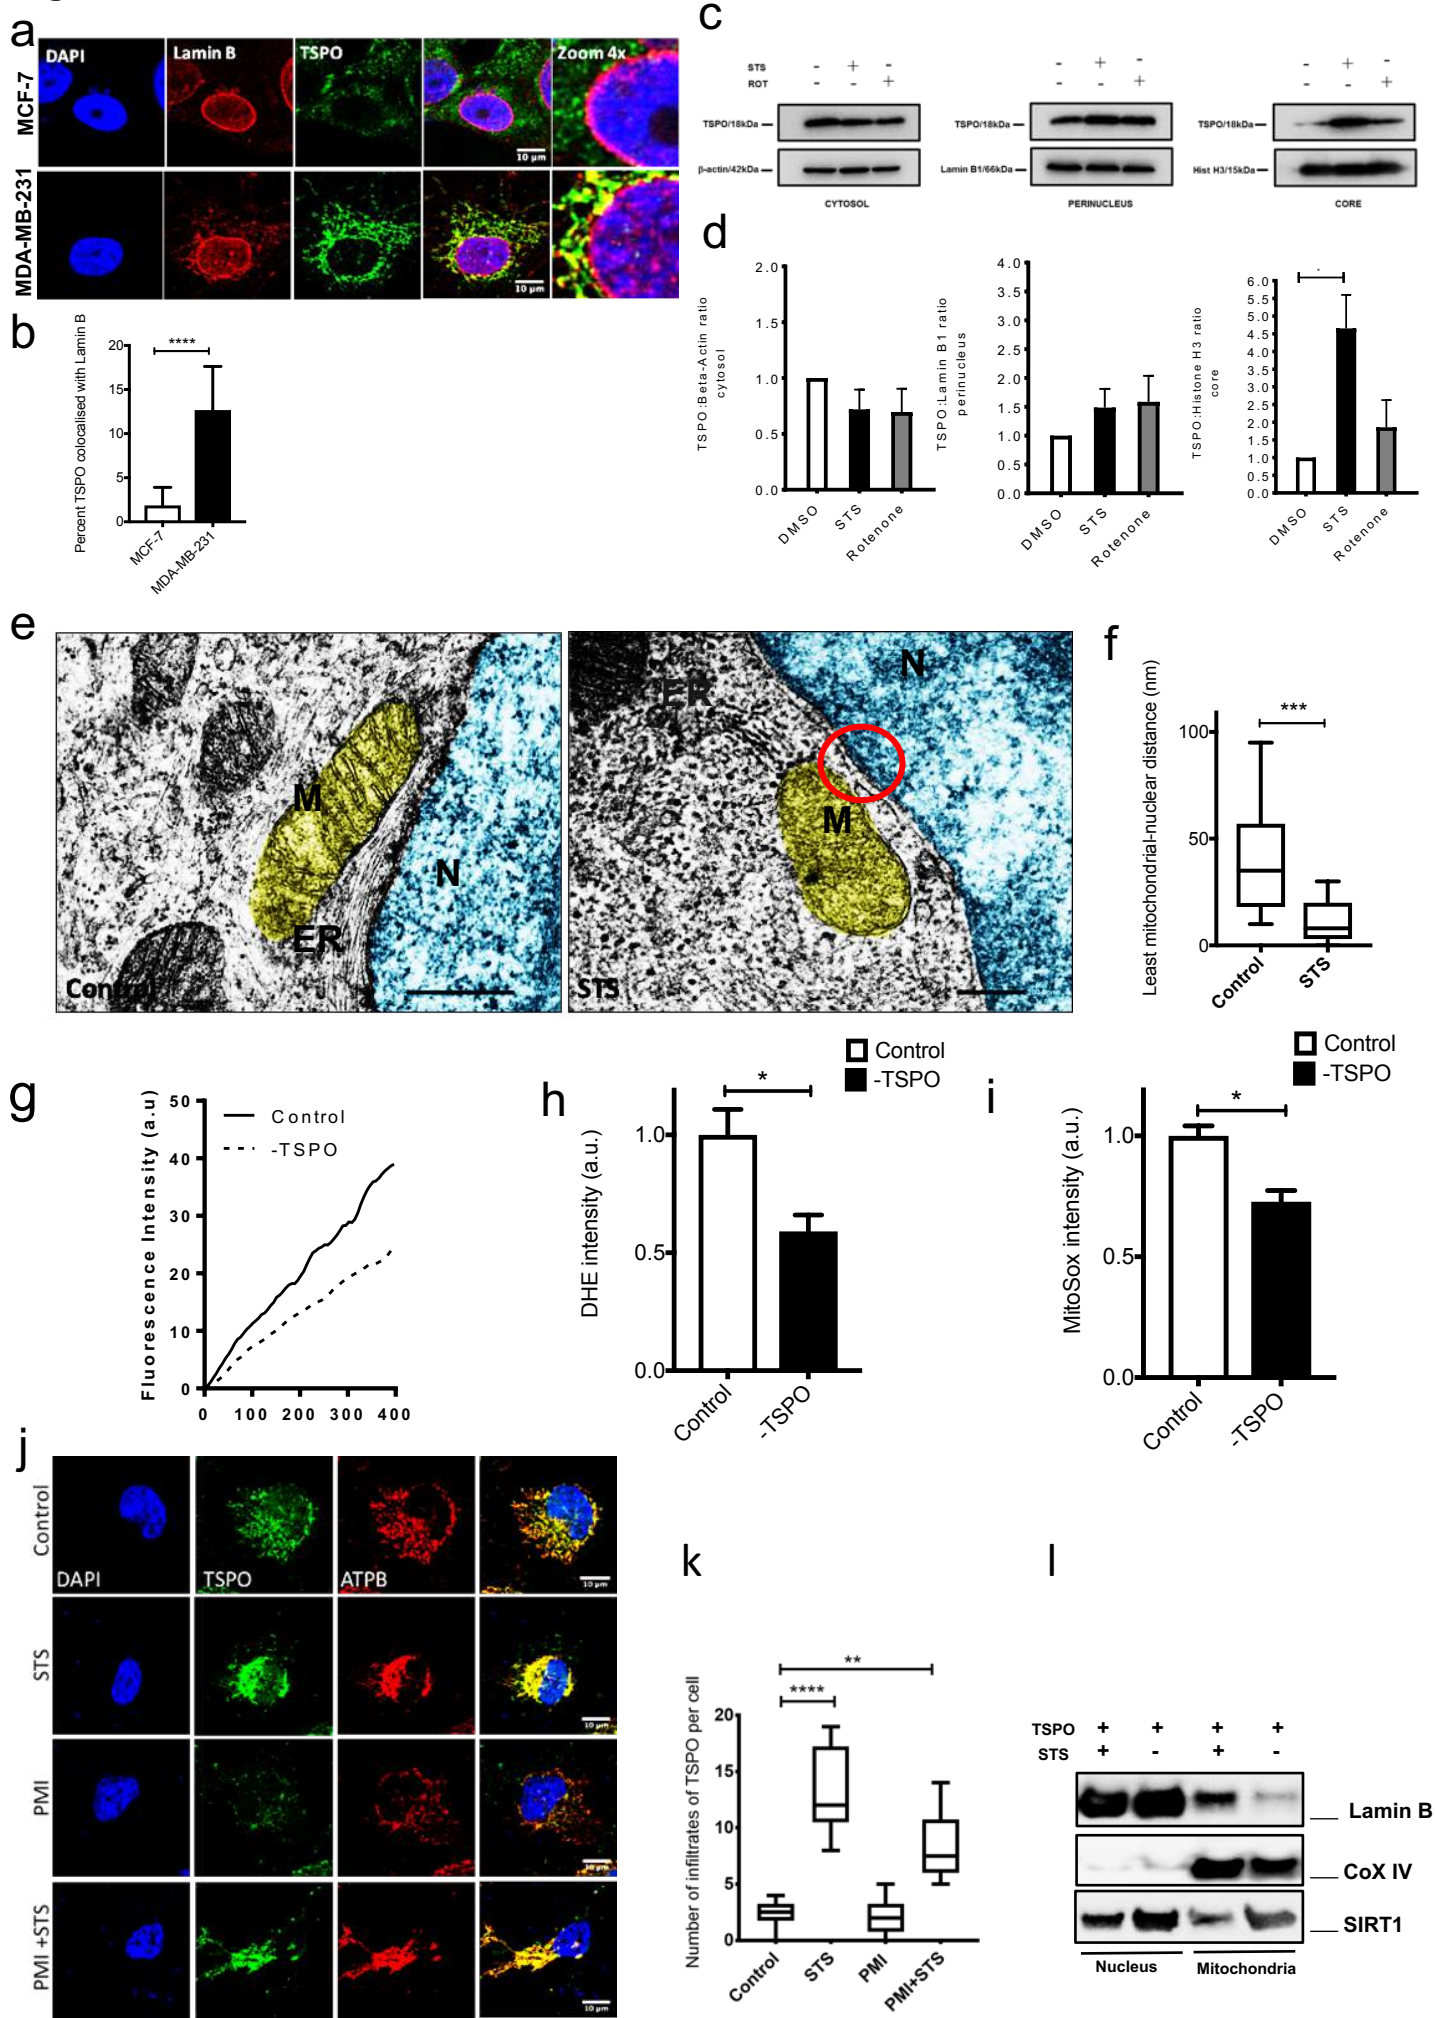 a
DAPI
Lamin B
TSPO
Zoom 4x
MCF-7
10 µm
MDA-MB-231
10 µm
b
Percent TSPO colocalised with Lamin B
20
15
10
5
0
****
MCF-7
MDA-MB-231
c
STS - + -
ROT - - +
TSPO/18kDa
β-actin/42kDa
CYTOSOL
- + -
- - +
TSPO/18kDa
Lamin B1/66kDa
PERINUCLEUS
- + -
- - +
TSPO/18kDa
Hist H3/15kDa
CORE
d
TSPO:Beta-Actin ratio
cytosol
2.0
1.5
1.0
0.5
0.0
DMSO
STS
Rotenone
TSPO:Lamin B1 ratio
perinucleus
4.0
3.5
3.0
2.5
2.0
1.5
1.0
0.5
0.0
DMSO
STS
Rotenone
TSPO:Histone H3 ratio
core
6.0
5.5
5.0
4.5
4.0
3.5
3.0
2.5
2.0
1.5
1.0
0.5
0.0
DMSO
STS
Rotenone
e
M
N
ER
Control
ER
N
M
STS
f
Least mitochondrial-nuclear distance (nm)
100
50
0
***
Control
STS
g
Fluorescence Intensity (a.u)
50
40
30
20
10
0
Control
-TSPO
0 100 200 300 400
h
Control
-TSPO
DHE intensity (a.u.)
1.0
0.5
0.0
*
Control
-TSPO
i
Control
-TSPO
MitoSox intensity (a.u.)
1.0
0.5
0.0
*
Control
-TSPO
j
Control
DAPI
TSPO
ATPB
10 µm
STS
10 µm
PMI
10 µm
PMI +STS
10 µm
k
Number of infiltrates of TSPO per cell
20
15
10
5
0
**
****
Control
STS
PMI
PMI+STS
l
TSPO + + + +
STS + - + -
Lamin B
CoX IV
SIRT1
Nucleus
Mitochondria